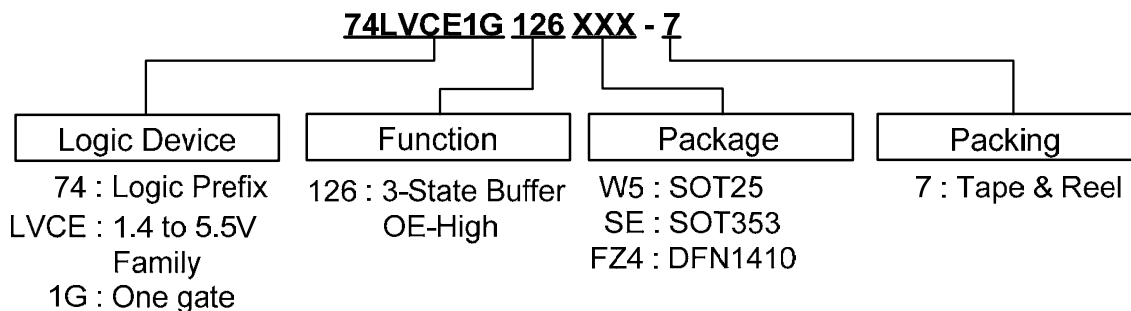 74LVCE1G 126 XXX - 7
Logic Device
74 : Logic Prefix
LVCE : 1.4 to 5.5V
Family
1G : One gate
Function
126 : 3-State Buffer
OE-High
Package
W5 : SOT25
SE : SOT353
FZ4 : DFN1410
Packing
7 : Tape & Reel